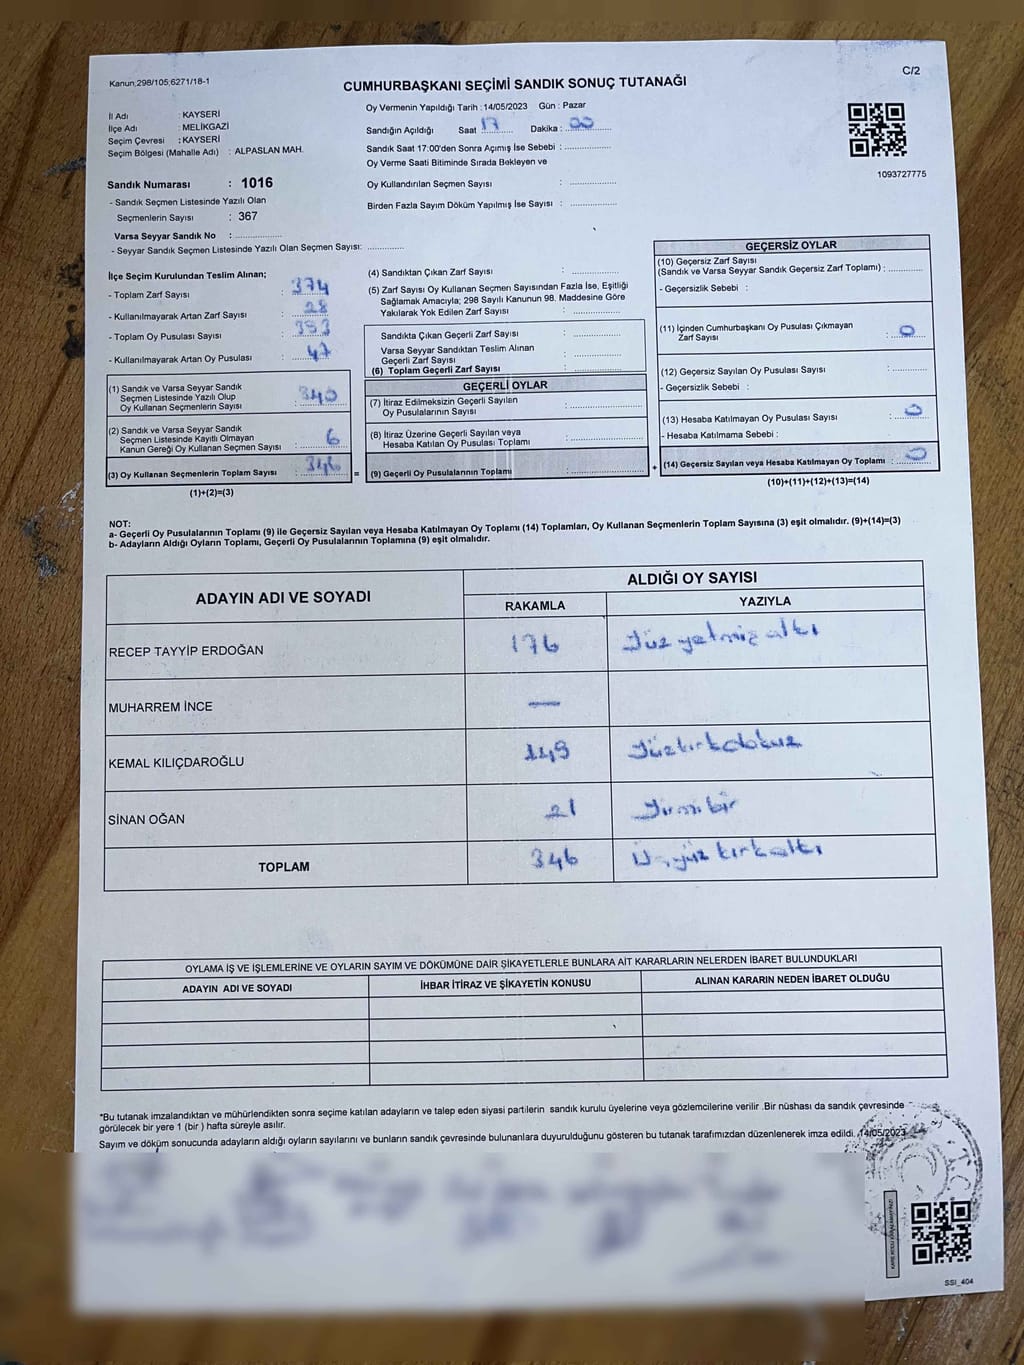 Kanun;298/105;6271/18-1
C/2
CUMHURBAŞKANI SEÇİMİ SANDIK SONUÇ TUTANAĞI
İl Adı : KAYSERİ
İlçe Adı : MELİKGAZİ
Seçim Çevresi : KAYSERİ
Seçim Bölgesi (Mahalle Adı) : ALPASLAN MAH.
Sandık Numarası : 1016
- Sandık Seçmen Listesinde Yazılı Olan
Seçmenlerin Sayısı : 367
Varsa Seyyar Sandık No : ................
- Seyyar Sandık Seçmen Listesinde Yazılı Olan Seçmen Sayısı: .............
Oy Vermenin Yapıldığı Tarih : 14/05/2023 Gün : Pazar
Sandığın Açıldığı Saat 17 Dakika : 00
Sandık Saat 17:00'den Sonra Açımış İse Sebebi : ................
Oy Verme Saati Bitiminde Sırada Bekleyen ve
Oy Kullandırılan Seçmen Sayısı : ................
Birden Fazla Sayım Döküm Yapılmış İse Sayısı : ................
1093727775
İlçe Seçim Kurulundan Teslim Alınan;
- Toplam Zarf Sayısı : 374
- Kullanılmayarak Artan Zarf Sayısı : 28
- Toplam Oy Pusulası Sayısı : 393
- Kullanılmayarak Artan Oy Pusulası : 47
(1) Sandık ve Varsa Seyyar Sandık
Seçmen Listesinde Yazılı Olup
Oy Kullanan Seçmenlerin Sayısı : 340
(2) Sandık ve Varsa Seyyar Sandık
Seçmen Listesinde Kayıtlı Olmayan
Kanun Gereği Oy Kullanan Seçmen Sayısı : 6
(3) Oy Kullanan Seçmenlerin Toplam Sayısı : 346
(1)+(2)=(3)
(4) Sandıktan Çıkan Zarf Sayısı : ................
(5) Zarf Sayısı Oy Kullanan Seçmen Sayısından Fazla İse, Eşitliği
Sağlamak Amacıyla; 298 Sayılı Kanunun 98. Maddesine Göre
Yakılarak Yok Edilen Zarf Sayısı : ................
Sandıkta Çıkan Geçerli Zarf Sayısı : ................
Varsa Seyyar Sandıktan Teslim Alınan
Geçerli Zarf Sayısı : ................
(6) Toplam Geçerli Zarf Sayısı : ................
GEÇERLİ OYLAR
(7) İtiraz Edilmeksizin Geçerli Sayılan
Oy Pusulalarının Sayısı : ................
(8) İtiraz Üzerine Geçerli Sayılan veya
Hesaba Katılan Oy Pusulası Toplamı : ................
= (9) Geçerli Oy Pusulalarının Toplamı : ................
GEÇERSİZ OYLAR
(10) Geçersiz Zarf Sayısı
(Sandık ve Varsa Seyyar Sandık Geçersiz Zarf Toplamı) : ............
- Geçersizlik Sebebi :
(11) İçinden Cumhurbaşkanı Oy Pusulası Çıkmayan
Zarf Sayısı : 0
(12) Geçersiz Sayılan Oy Pusulası Sayısı : ............
- Geçersizlik Sebebi :
(13) Hesaba Katılmayan Oy Pusulası Sayısı : 0
- Hesaba Katılmama Sebebi :
+ (14) Geçersiz Sayılan veya Hesaba Katılmayan Oy Toplamı : 0
(10)+(11)+(12)+(13)=(14)
NOT:
a- Geçerli Oy Pusulalarının Toplamı (9) ile Geçersiz Sayılan veya Hesaba Katılmayan Oy Toplamı (14) Toplamları, Oy Kullanan Seçmenlerin Toplam Sayısına (3) eşit olmalıdır. (9)+(14)=(3)
b- Adayların Aldığı Oyların Toplamı, Geçerli Oy Pusulalarının Toplamına (9) eşit olmalıdır.
ADAYIN ADI VE SOYADI
ALDIĞI OY SAYISI
RAKAMLA YAZIYLA
RECEP TAYYİP ERDOĞAN 176 Yüz yetmiş altı
MUHARREM İNCE —
KEMAL KILIÇDAROĞLU 149 Yüzkırkdokuz
SİNAN OĞAN 21 Yirmi bir
TOPLAM 346 Üçyüz kırkaltı
OYLAMA İŞ VE İŞLEMLERİNE VE OYLARIN SAYIM VE DÖKÜMÜNE DAİR ŞİKAYETLERLE BUNLARA AİT KARARLARIN NELERDEN İBARET BULUNDUKLARI
ADAYIN ADI VE SOYADI İHBAR İTİRAZ VE ŞİKAYETİN KONUSU ALINAN KARARIN NEDEN İBARET OLDUĞU
*Bu tutanak imzalandıktan ve mühürlendikten sonra seçime katılan adayların ve talep eden siyasi partilerin sandık kurulu üyelerine veya gözlemcilerine verilir .Bir nüshası da sandık çevresinde
görülecek bir yere 1 (bir ) hafta süreyle asılır.
Sayım ve döküm sonucunda adayların aldığı oyların sayılarını ve bunların sandık çevresinde bulunanlara duyurulduğunu gösteren bu tutanak tarafımızdan düzenlenerek imza edildi. 14/05/2023
T.C.
SSİ_404